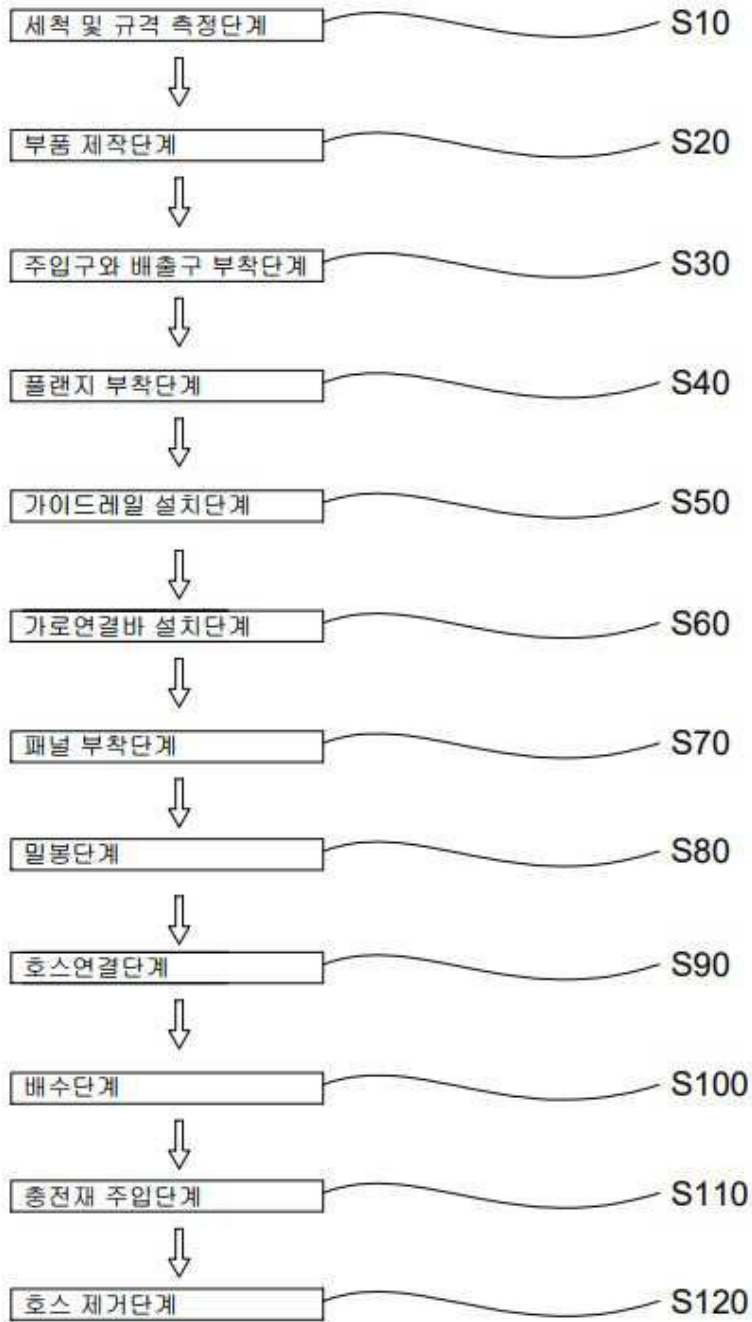 세척 및 규격 측정단계 S10
부품 제작단계 S20
주입구와 배출구 부착단계 S30
플랜지 부착단계 S40
가이드레일 설치단계 S50
가로연결바 설치단계 S60
패널 부착단계 S70
밀봉단계 S80
호스연결단계 S90
배수단계 S100
충전재 주입단계 S110
호스 제거단계 S120